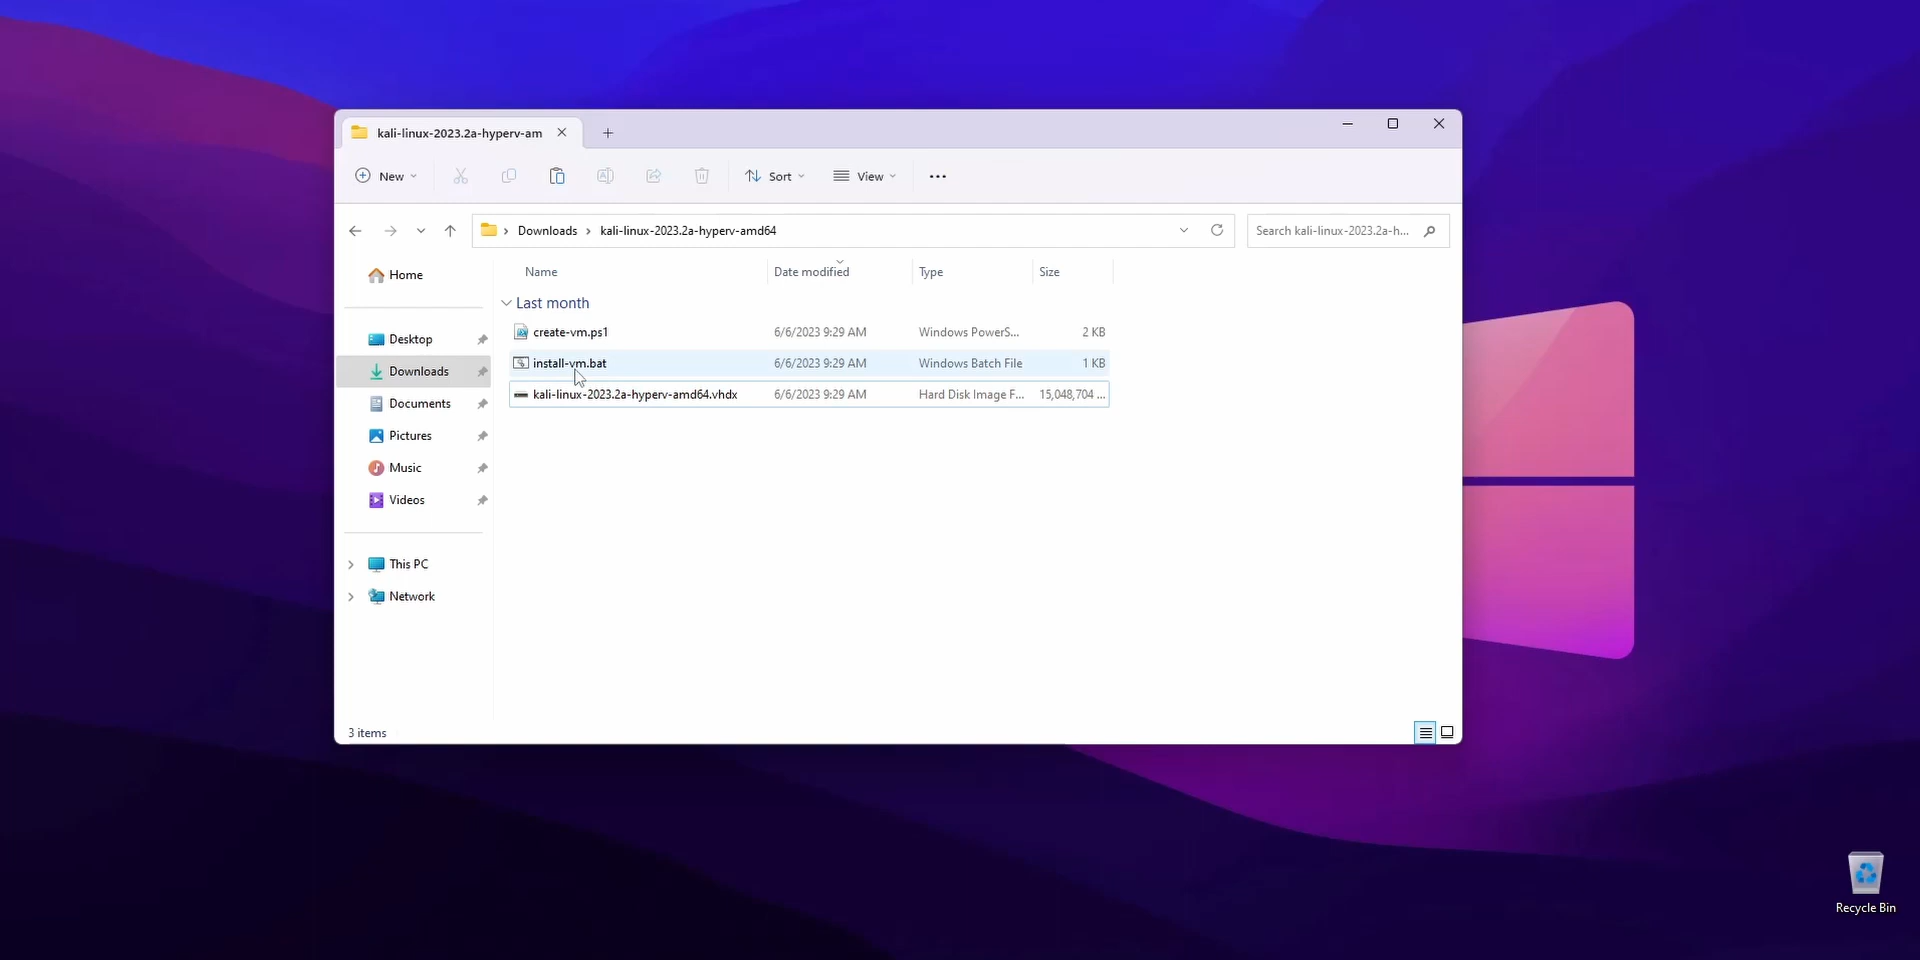 kali-linux-2023.2a-hyperv-am
New
Sort
View
Downloads > kali-linux-2023.2a-hyperv-amd64
Search kali-linux-2023.2a-h...
Name Date modified Type Size
Home
Last month
create-vm.ps1 6/6/2023 9:29 AM Windows PowerS... 2 KB
install-vm.bat 6/6/2023 9:29 AM Windows Batch File 1 KB
kali-linux-2023.2a-hyperv-amd64.vhdx 6/6/2023 9:29 AM Hard Disk Image F... 15,048,704 ...
Desktop
Downloads
Documents
Pictures
Music
Videos
This PC
Network
3 items
Recycle Bin